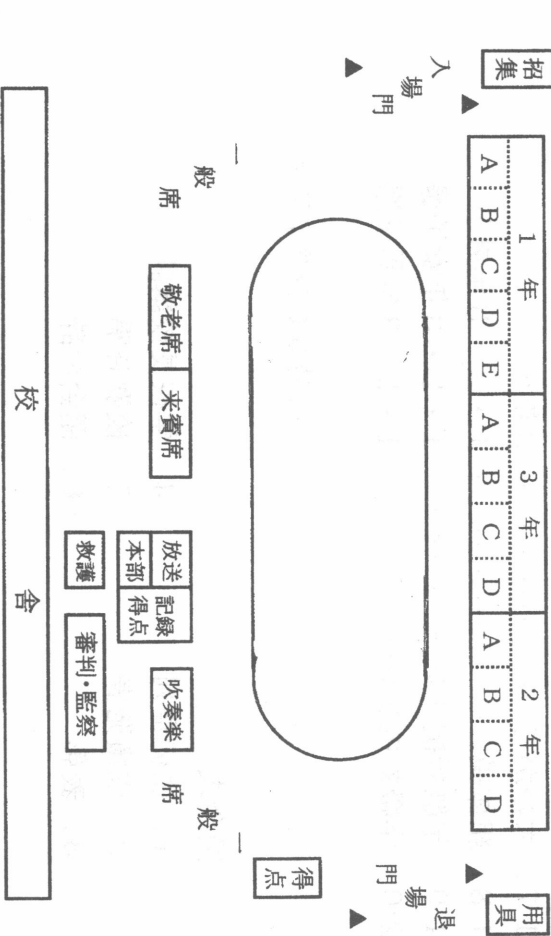 招集
入場門
1年
A B C D E
3年
A B C D
2年
A B C D
用具
退場門
得点
一般席
敬老席
来賓席
放送
記録
本部
得点
吹奏楽
一般席
救護
審判・監察
校舎